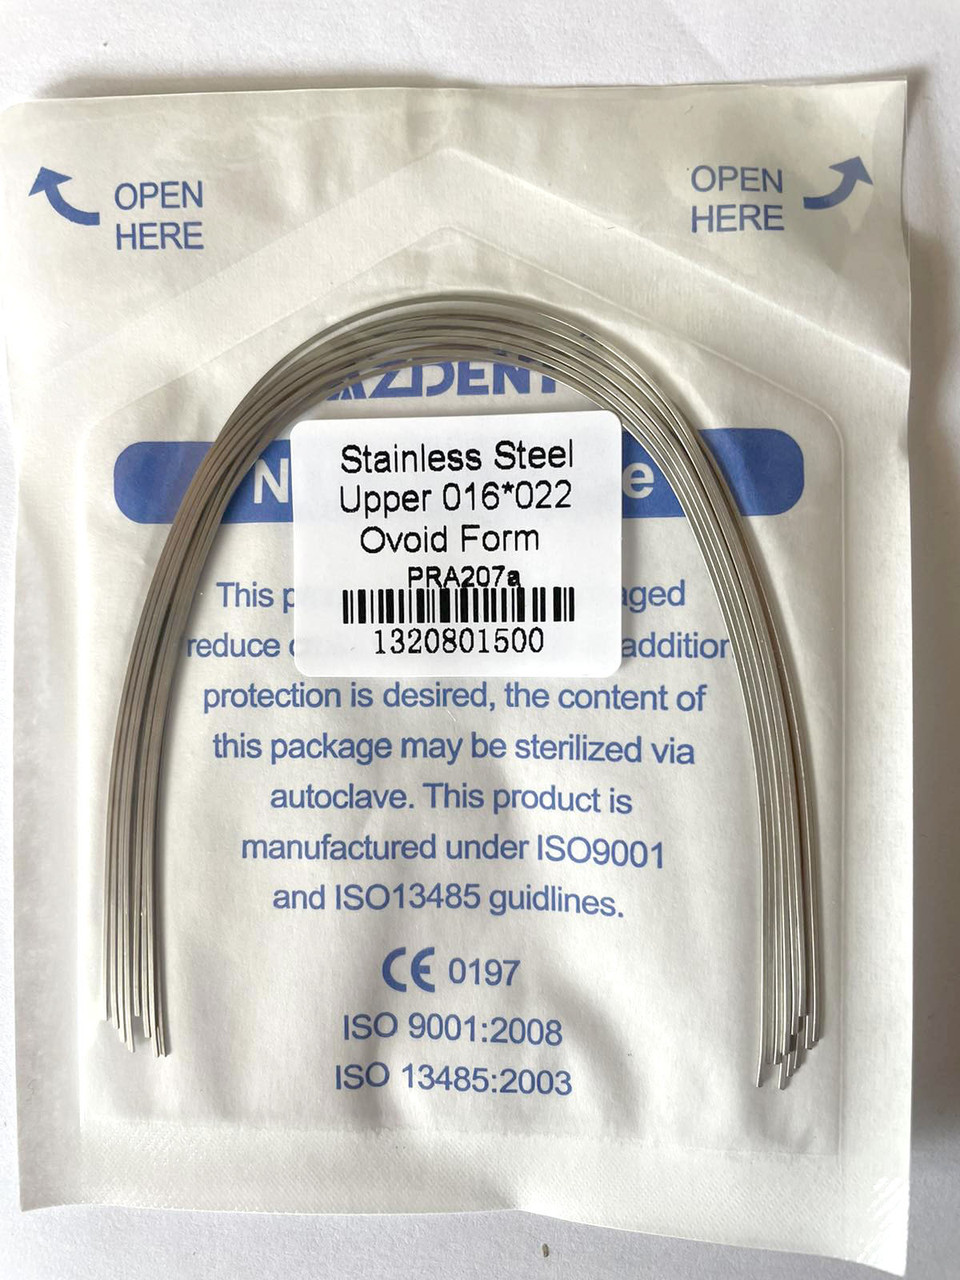 OPEN
HERE
OPEN
HERE
AZDENT
Stainless Steel
Upper 016*022
Ovoid Form
PRA207a
1320801500
This
aged
reduce
addition
protection is desired, the content of
this package may be sterilized via
autoclave. This product is
manufactured under ISO9001
and ISO13485 guidlines.
CE 0197
ISO 9001:2008
ISO 13485:2003